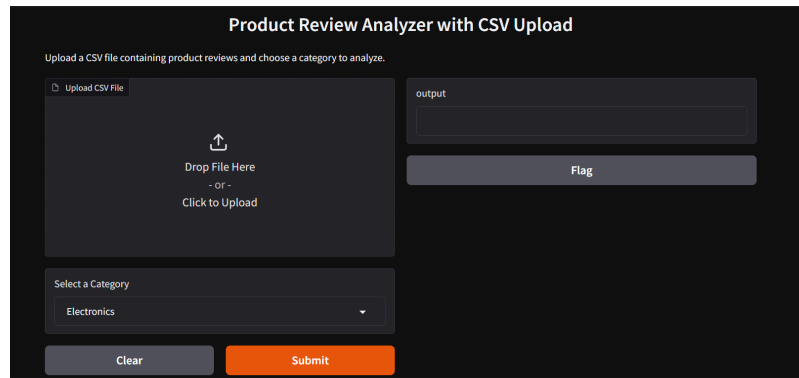 Product Review Analyzer with CSV Upload
Upload a CSV file containing product reviews and choose a category to analyze.
Upload CSV File
Drop File Here
- or -
Click to Upload
Select a Category
Electronics
Clear
Submit
output
Flag